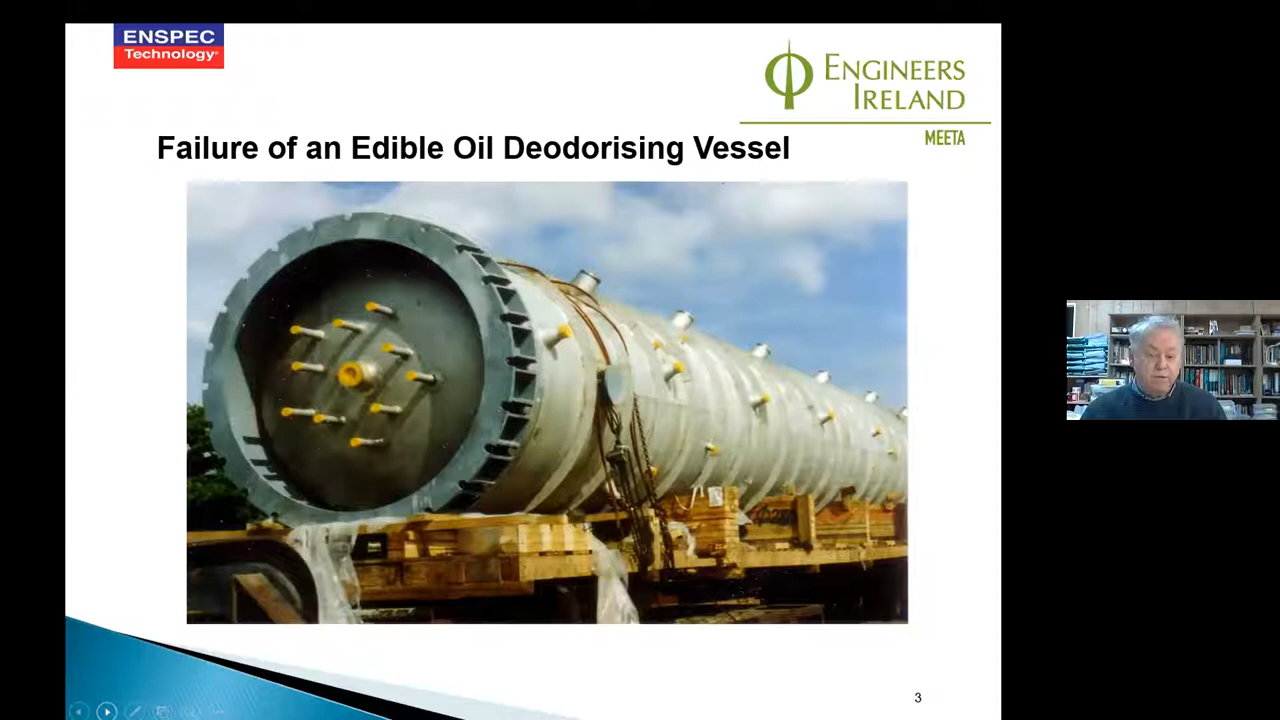 ENSPEC
Technology
ENGINEERS
IRELAND
MEETA
Failure of an Edible Oil Deodorising Vessel
3